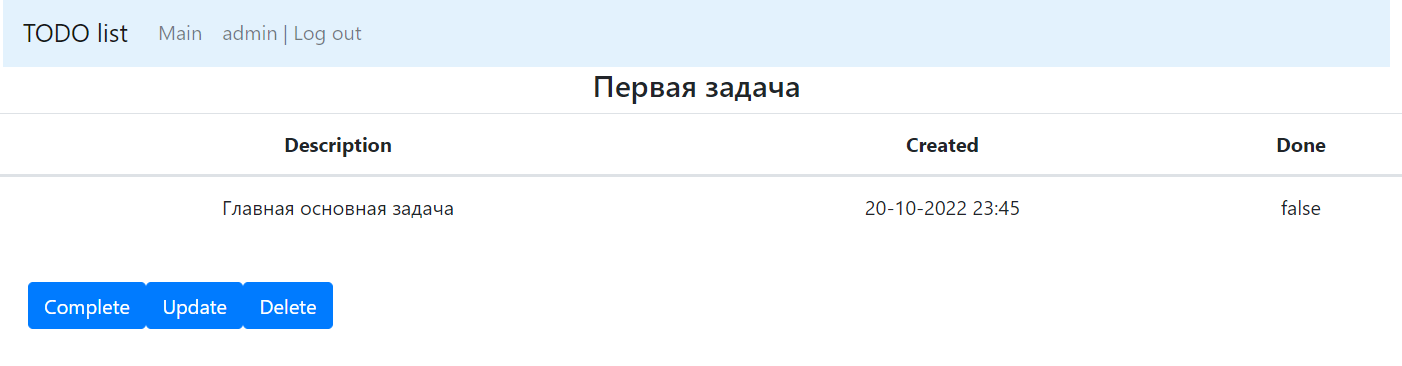 TODO list Main admin | Log out
Первая задача
Description Created Done
Главная основная задача 20-10-2022 23:45 false
Complete Update Delete